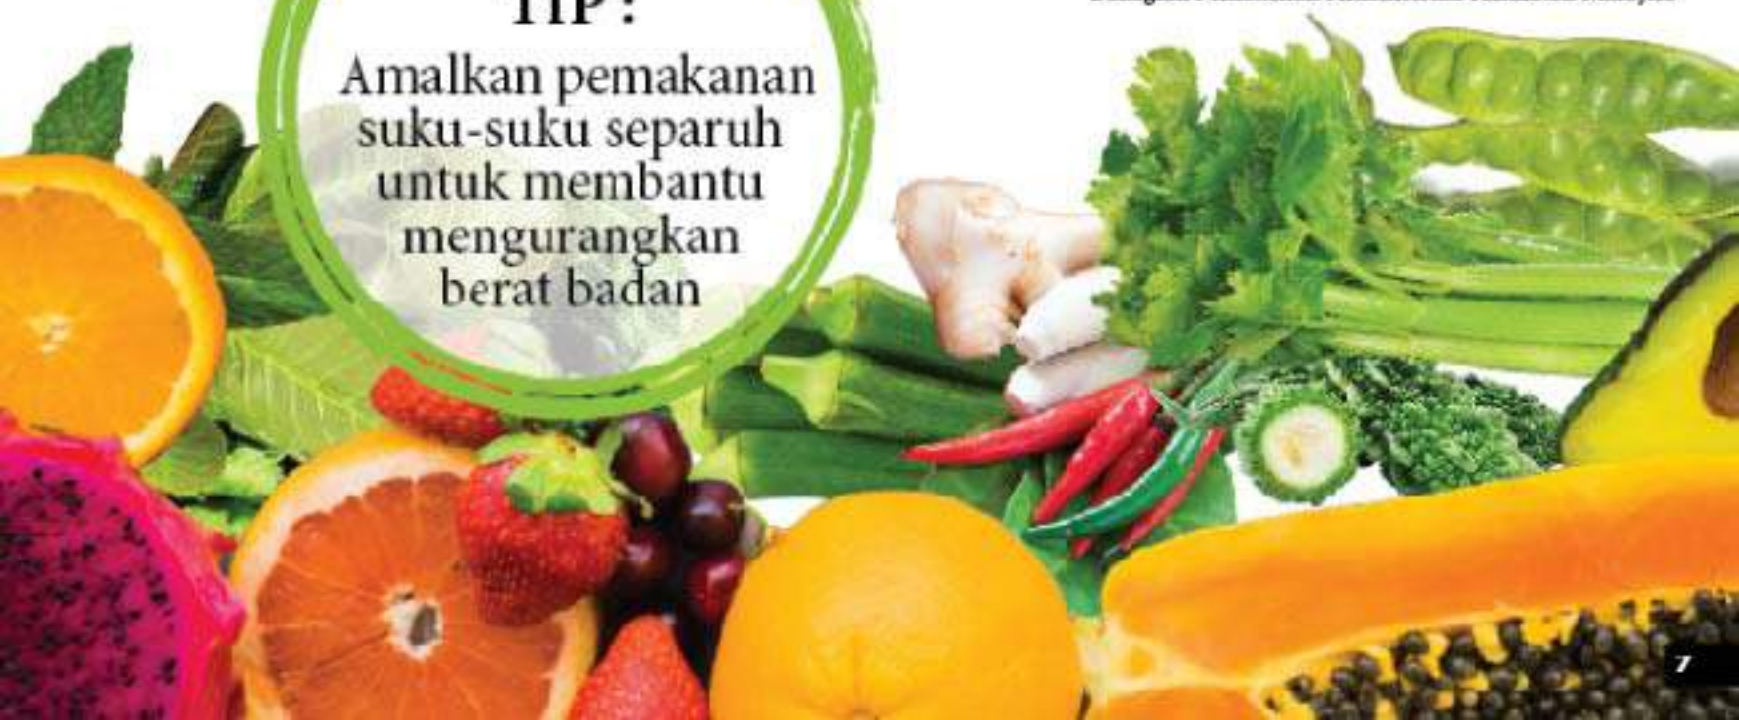 TIP:
Amalkan pemakanan
suku-suku separuh
untuk membantu
mengurangkan
berat badan
7